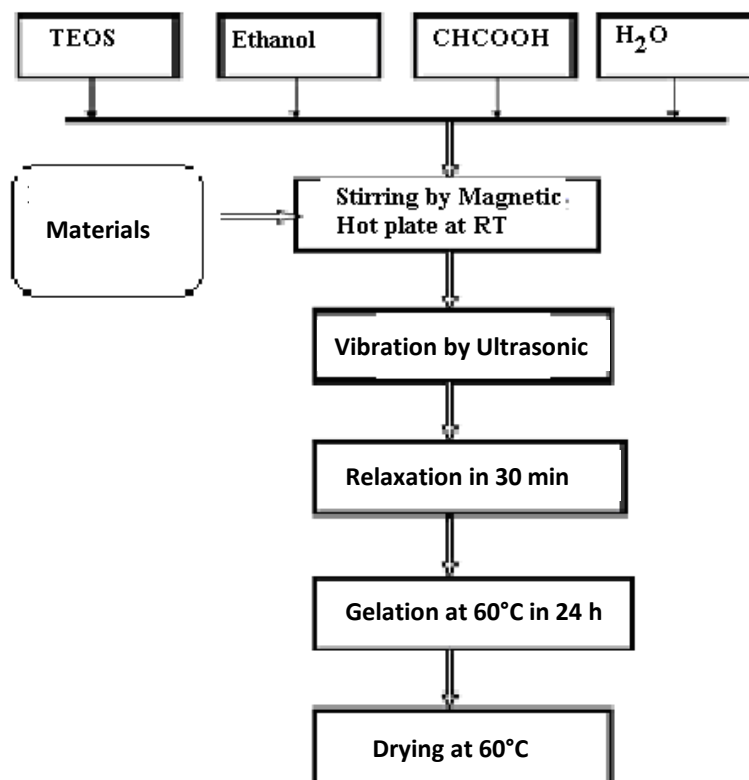 TEOS
Ethanol
CHCOOH
H₂O
Stirring by Magnetic
Hot plate at RT
Materials
Vibration by Ultrasonic
Relaxation in 30 min
Gelation at 60°C in 24 h
Drying at 60°C